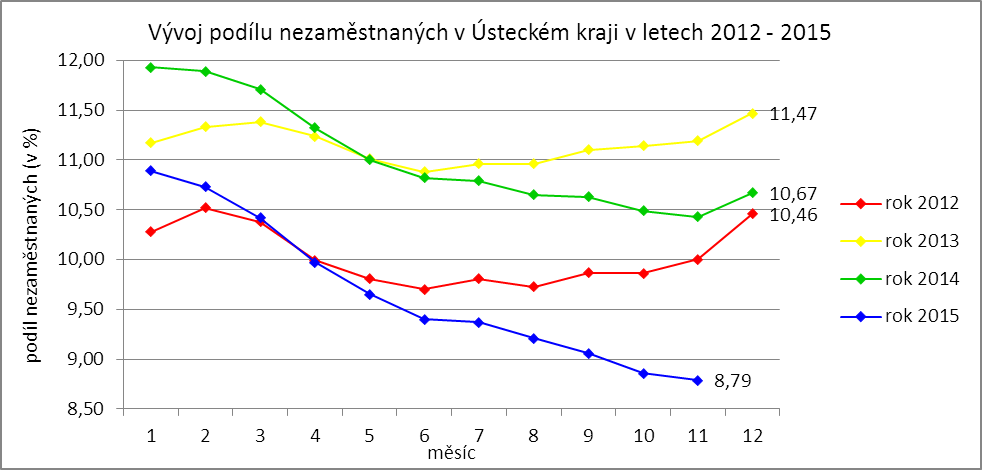 Vývoj podílu nezaměstnaných v Ústeckém kraji v letech 2012 - 2015
podíl nezaměstnaných (v %)
12,00
11,50
11,00
10,50
10,00
9,50
9,00
8,50
11,47
10,67
10,46
8,79
1 2 3 4 5 6 7 8 9 10 11 12
měsíc
rok 2012
rok 2013
rok 2014
rok 2015